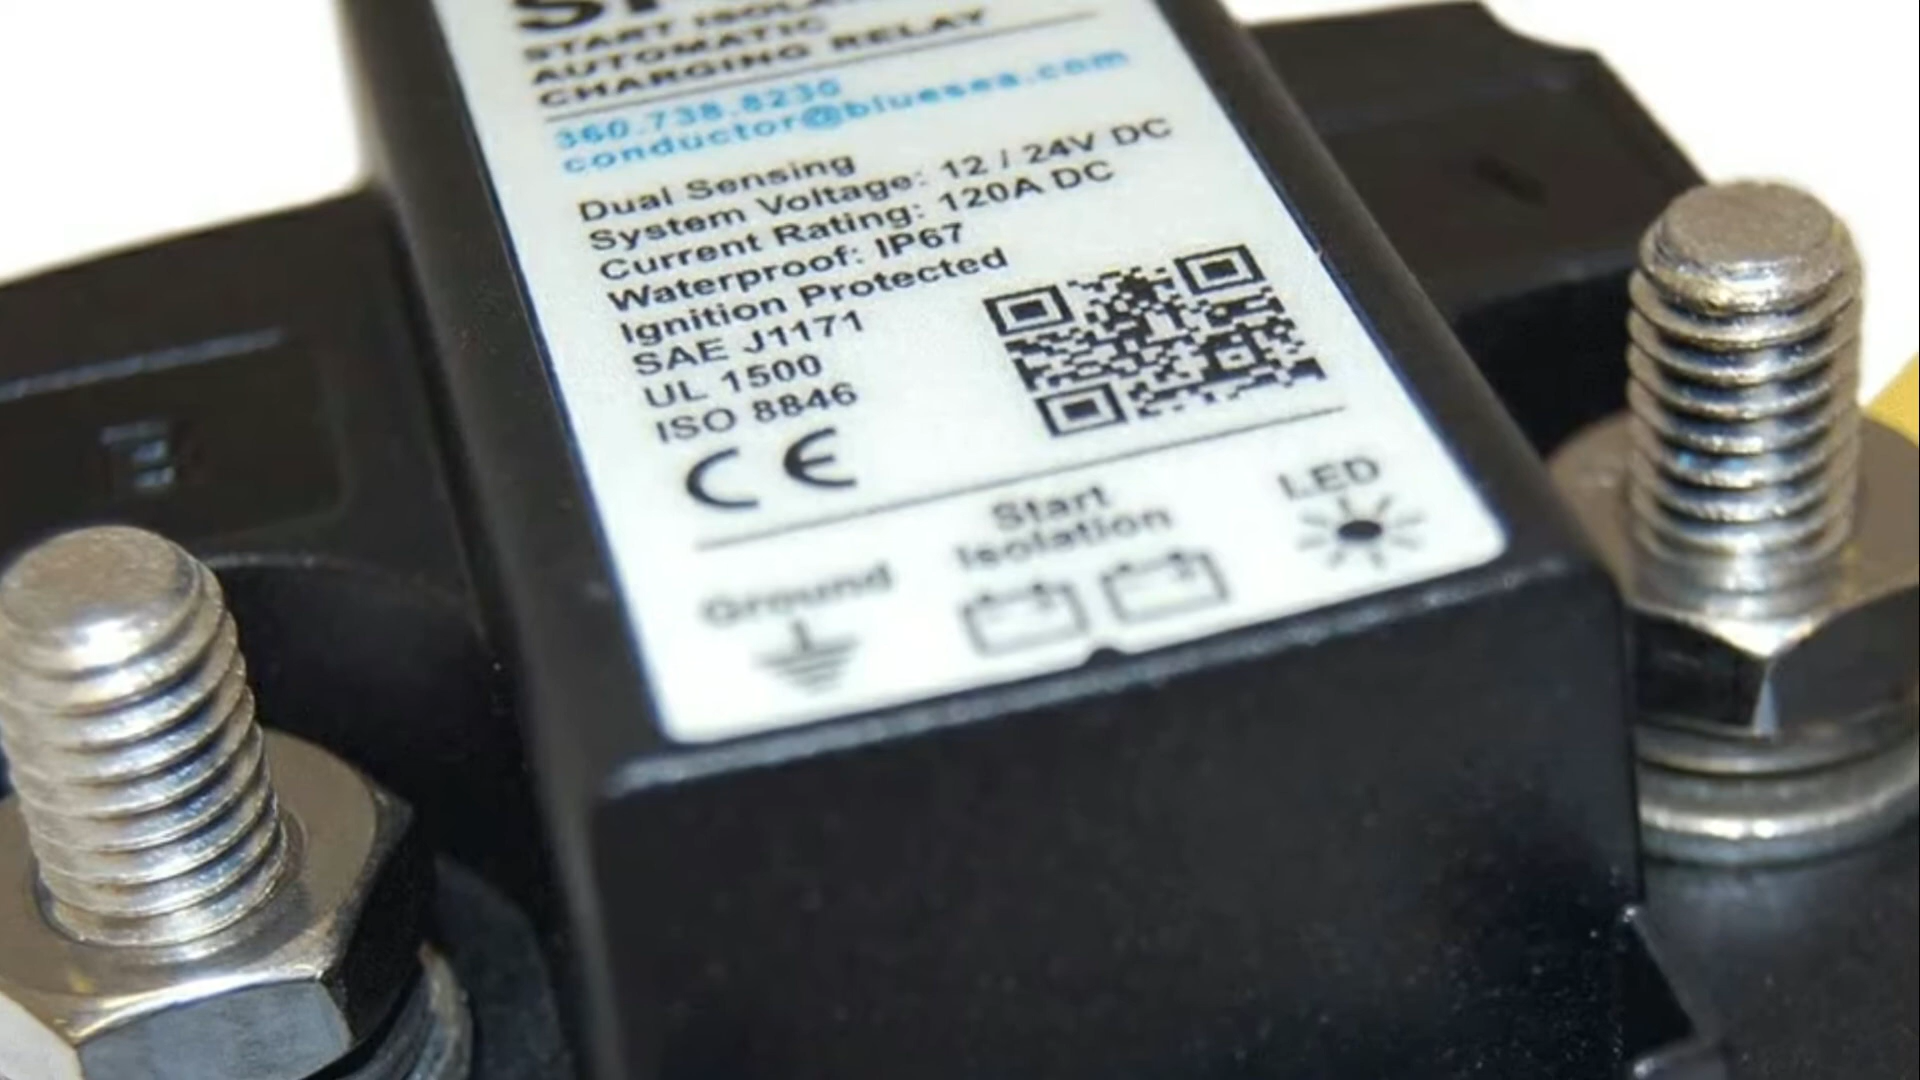 START ISOLA
AUTOMATIC
CHARGING RELAY
360.738.8230
conductor@bluesea.com
Dual Sensing
System Voltage: 12 / 24V DC
Current Rating: 120A DC
Waterproof: IP67
Ignition Protected
SAE J1171
UL 1500
ISO 8846
CE
Ground
Start
Isolation
LED